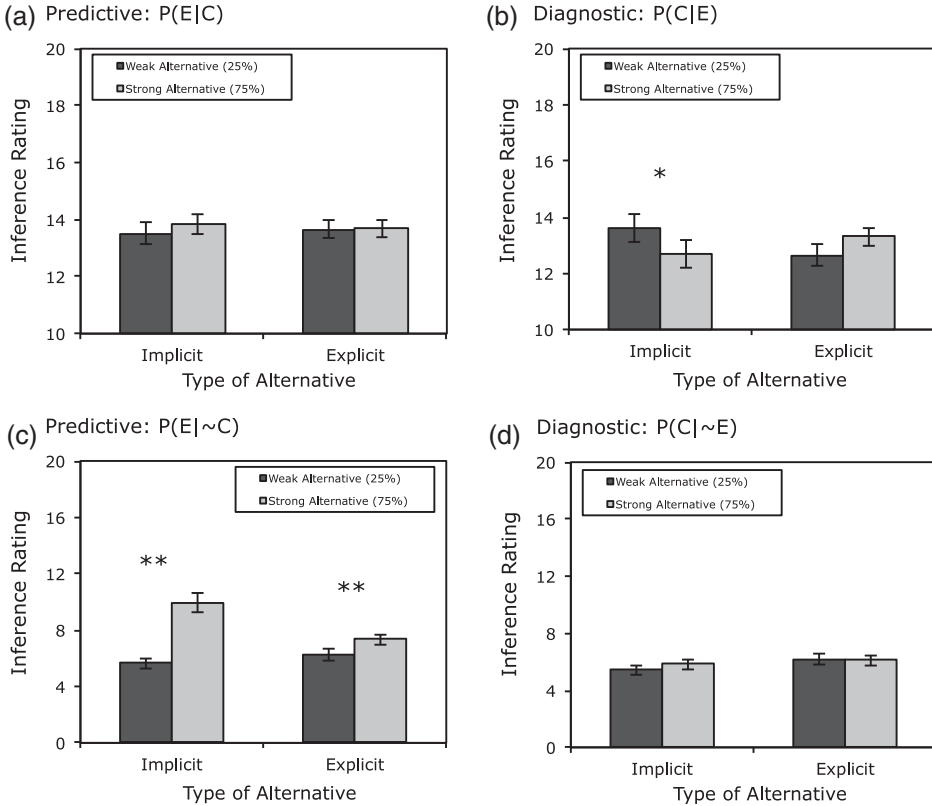 (a) Predictive: P(E|C)
20
18
16
14
12
10
Inference Rating
Weak Alternative (25%)
Strong Alternative (75%)
Implicit Explicit
Type of Alternative
(b) Diagnostic: P(C|E)
20
18
16
14
12
10
Inference Rating
Weak Alternative (25%)
Strong Alternative (75%)
*
Implicit Explicit
Type of Alternative
(c) Predictive: P(E|~C)
20
16
12
8
4
0
Inference Rating
Weak Alternative (25%)
Strong Alternative (75%)
** **
Implicit Explicit
Type of Alternative
(d) Diagnostic: P(C|~E)
20
16
12
8
4
0
Inference Rating
Weak Alternative (25%)
Strong Alternative (75%)
Implicit Explicit
Type of Alternative